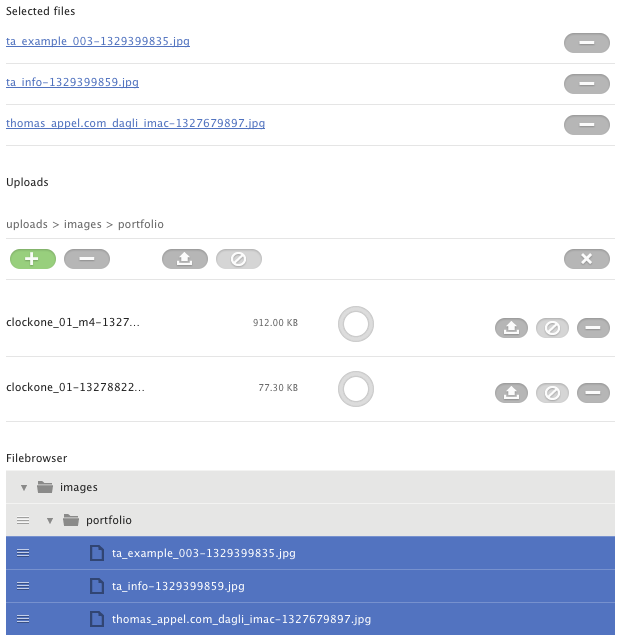 Selected files
ta_example_003-1329399835.jpg
ta_info-1329399859.jpg
thomas_appel.com_dagli_imac-1327679897.jpg
Uploads
uploads > images > portfolio
clockone_01_m4-1327... 912.00 KB
clockone_01-13278822... 77.30 KB
Filebrowser
images
portfolio
ta_example_003-1329399835.jpg
ta_info-1329399859.jpg
thomas_appel.com_dagli_imac-1327679897.jpg